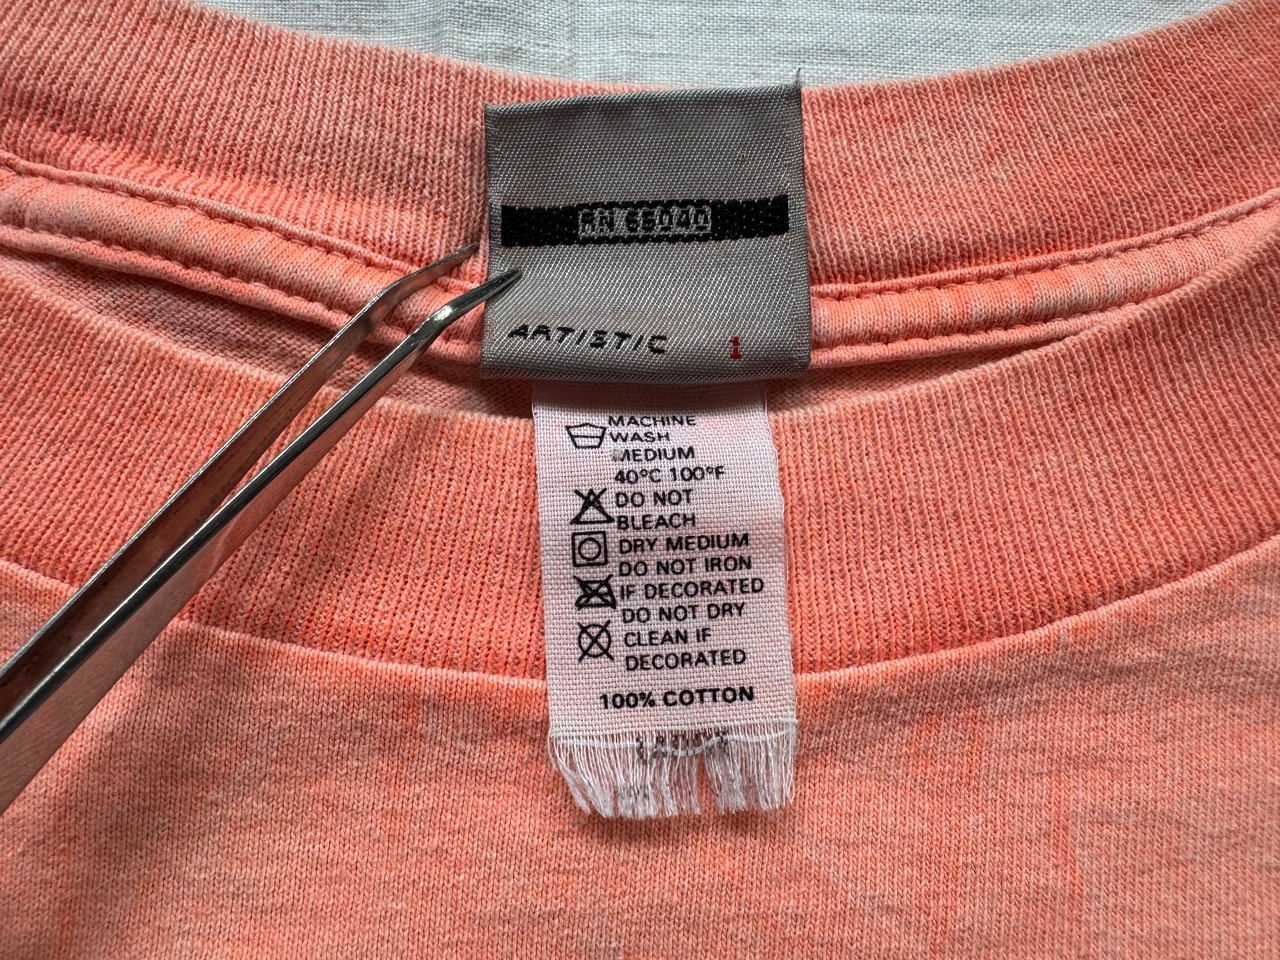 RN 65040
ARTISTIC 1
MACHINE
WASH
MEDIUM
40°C 100°F
DO NOT
BLEACH
DRY MEDIUM
DO NOT IRON
IF DECORATED
DO NOT DRY
CLEAN IF
DECORATED
100% COTTON